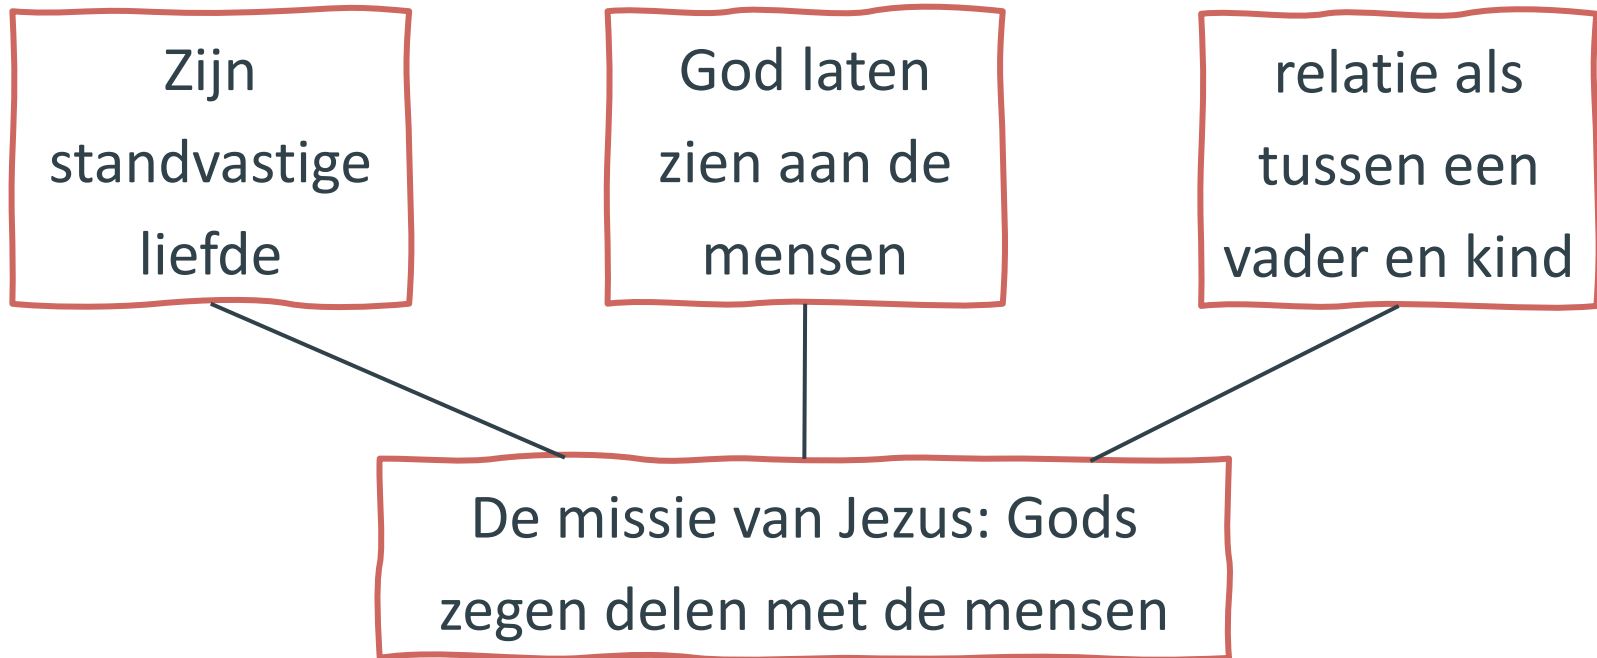 Zijn
standvastige
liefde
God laten
zien aan de
mensen
relatie als
tussen een
vader en kind
De missie van Jezus: Gods
zegen delen met de mensen